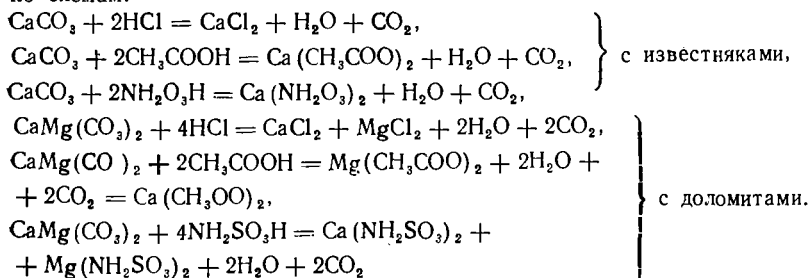 CaCO₃ + 2HCl = CaCl₂ + H₂O + CO₂,
CaCO₃ + 2CH₃COOH = Ca(CH₃COO)₂ + H₂O + CO₂,
с известняками,
CaCO₃ + 2NH₂O₃H = Ca(NH₂O₃)₂ + H₂O + CO₂,
CaMg(CO₃)₂ + 4HCl = CaCl₂ + MgCl₂ + 2H₂O + 2CO₂,
CaMg(CO )₂ + 2CH₃COOH = Mg(CH₃COO)₂ + 2H₂O +
+ 2CO₂ = Ca(CH₃OO)₂,
с доломитами.
CaMg(CO₃)₂ + 4NH₂SO₃H = Ca(NH₂SO₃)₂ +
+ Mg(NH₂SO₃)₂ + 2H₂O + 2CO₂